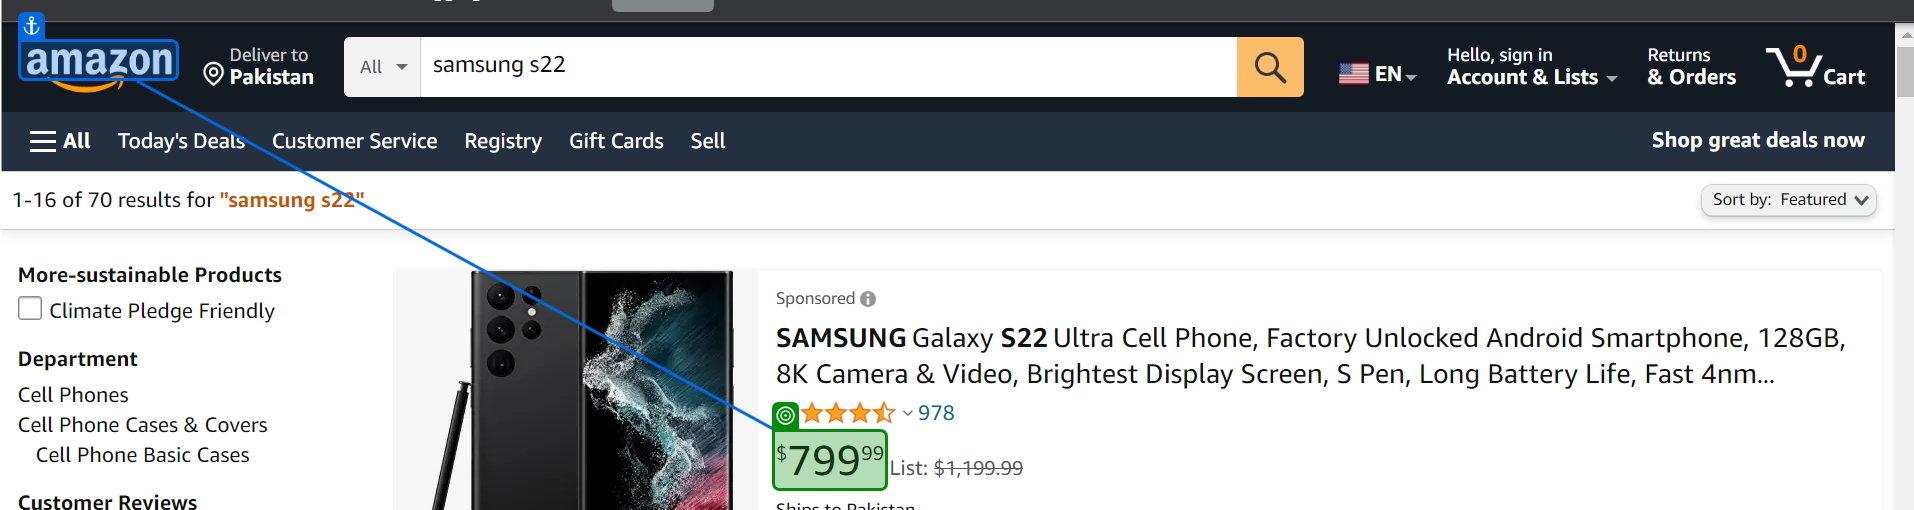 amazon
Deliver to
Pakistan
All
samsung s22
EN
Hello, sign in
Account & Lists
Returns
& Orders
0
Cart
All
Today's Deals
Customer Service
Registry
Gift Cards
Sell
Shop great deals now
1-16 of 70 results for "samsung s22"
Sort by: Featured
More-sustainable Products
Climate Pledge Friendly
Department
Cell Phones
Cell Phone Cases & Covers
Cell Phone Basic Cases
Customer Reviews
Sponsored
SAMSUNG Galaxy S22 Ultra Cell Phone, Factory Unlocked Android Smartphone, 128GB,
8K Camera & Video, Brightest Display Screen, S Pen, Long Battery Life, Fast 4nm...
978
$799.99 List: $1,199.99
Ships to Pakistan